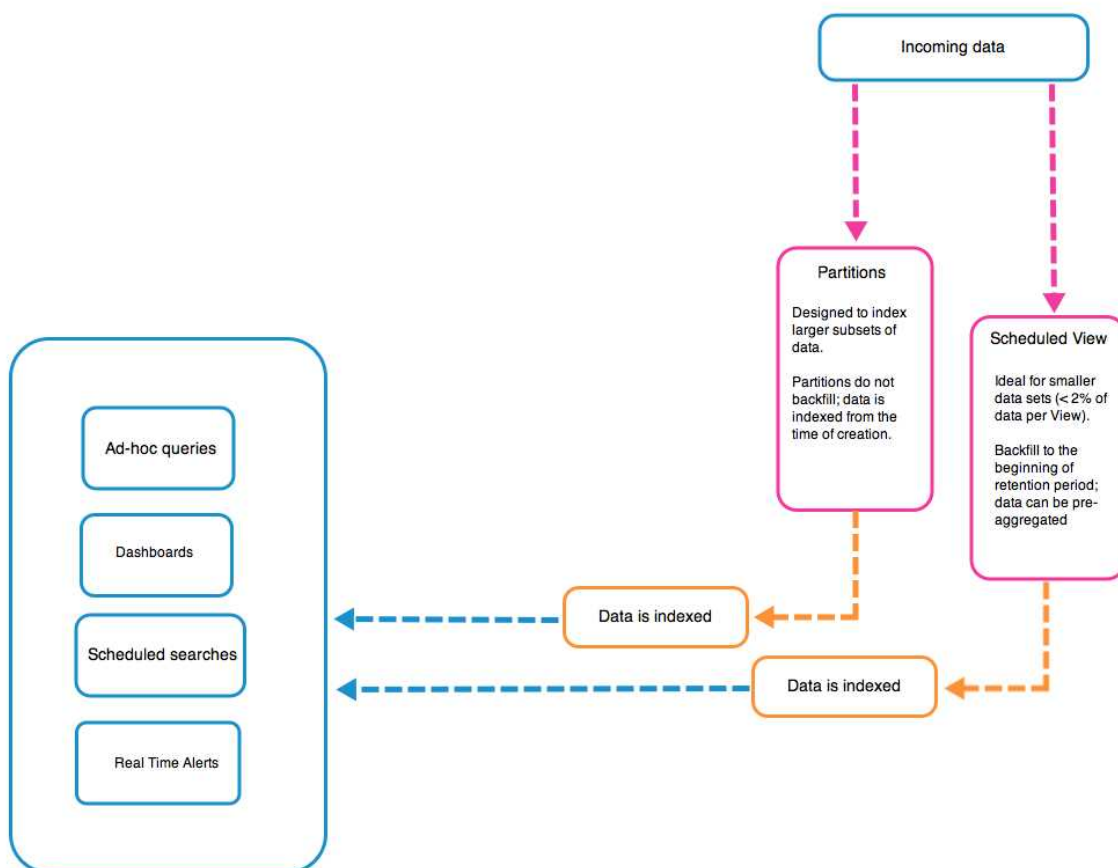 Incoming data
Partitions
Designed to index
larger subsets of
data.
Partitions do not
backfill; data is
indexed from the
time of creation.
Scheduled View
Ideal for smaller
data sets (< 2% of
data per View).
Backfill to the
beginning of
retention period;
data can be pre-
aggregated
Ad-hoc queries
Dashboards
Scheduled searches
Real Time Alerts
Data is indexed
Data is indexed